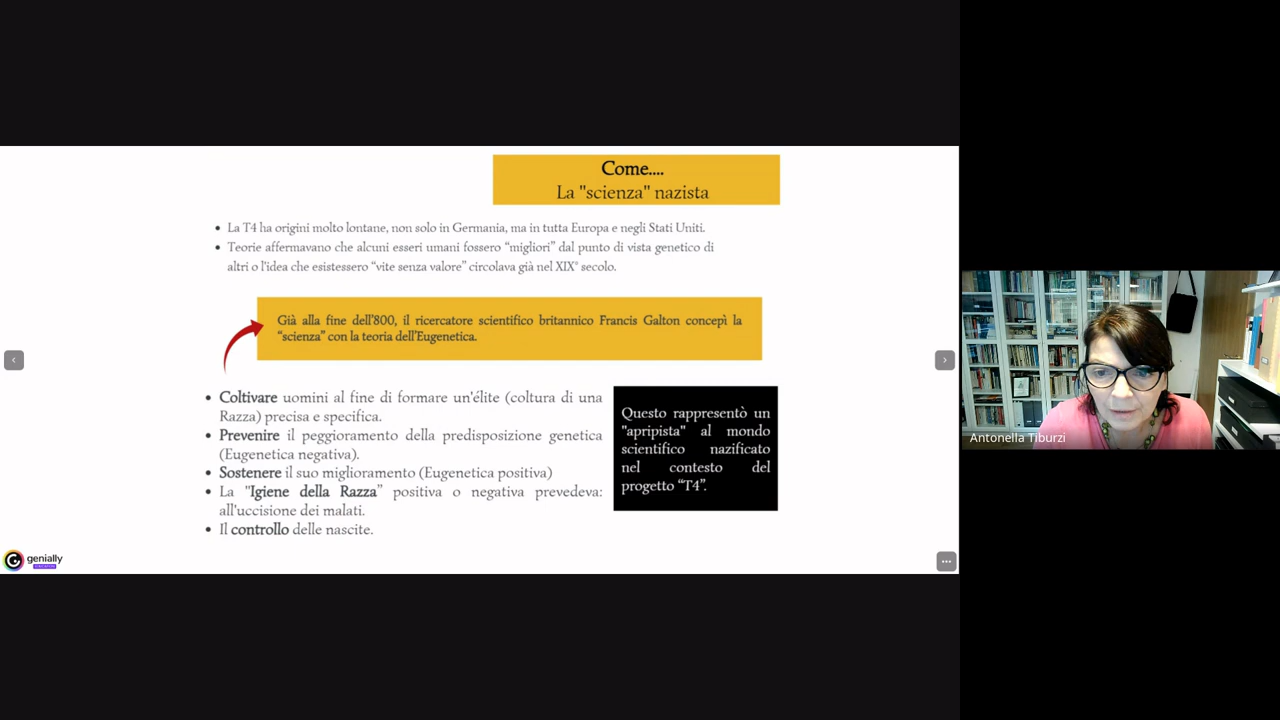 Come....
La "scienza" nazista
• La T4 ha origini molto lontane, non solo in Germania, ma in tutta Europa e negli Stati Uniti.
• Teorie affermavano che alcuni esseri umani fossero “migliori” dal punto di vista genetico di
altri o l'idea che esistessero “vite senza valore” circolava già nel XIX° secolo.
Già alla fine dell'800, il ricercatore scientifico britannico Francis Galton concepì la
“scienza” con la teoria dell'Eugenetica.
• Coltivare uomini al fine di formare un'élite (coltura di una
Razza) precisa e specifica.
• Prevenire il peggioramento della predisposizione genetica
(Eugenetica negativa).
• Sostenere il suo miglioramento (Eugenetica positiva)
• La "Igiene della Razza” positiva o negativa prevedeva:
all'uccisione dei malati.
• Il controllo delle nascite.
Questo rappresentò un
"apripista" al mondo
scientifico nazificato
nel contesto del
progetto “T4”.
genially
Antonella Tiburzi